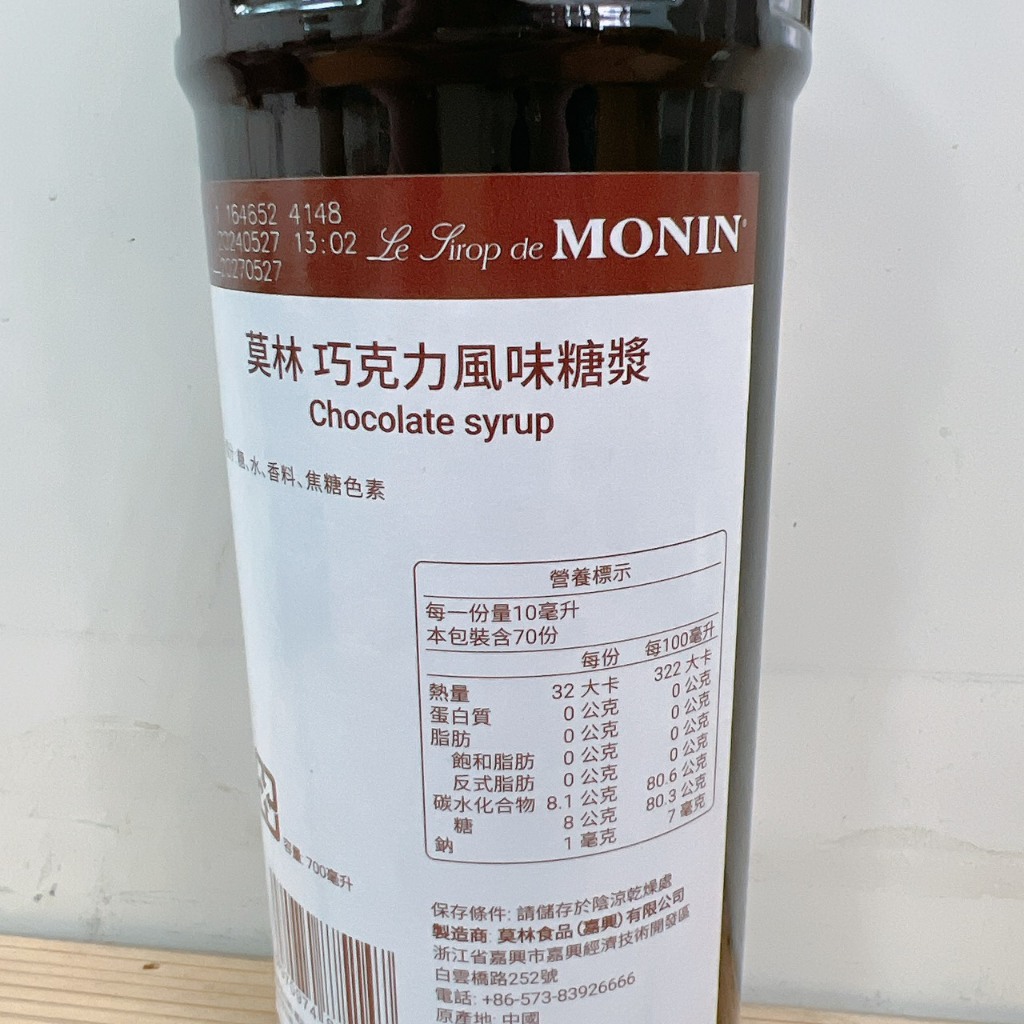 164652 4148
20240527 13:02
20270527
Le Sirop de MONIN
莫林 巧克力風味糖漿
Chocolate syrup
糖、水、香料、焦糖色素
營養標示
每一份量10毫升
本包裝含70份
每份 每100毫升
熱量 32 大卡 322 大卡
蛋白質 0 公克 0 公克
脂肪 0 公克 0 公克
飽和脂肪 0 公克 0 公克
反式脂肪 0 公克 0 公克
碳水化合物 8.1 公克 80.6 公克
糖 8 公克 80.3 公克
鈉 1 毫克 7 毫克
容量: 700毫升
保存條件: 請儲存於陰涼乾燥處
製造商: 莫林食品(嘉興)有限公司
浙江省嘉興市嘉興經濟技術開發區
白雲橋路252號
電話: +86-573-83926666
原產地: 中國